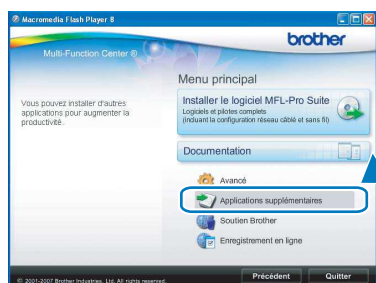 Macromedia Flash Player 8
brother
Multi-Function Center ®
Menu principal
Vous pouvez installer d'autres
applications pour augmenter la
productivité.
Installer le logiciel MFL-Pro Suite
Logiciels et pilotes complets
(incluant la configuration réseau câblé et sans fil)
Documentation
Avancé
Applications supplémentaires
Soutien Brother
Enregistrement en ligne
© 2001-2007 Brother Industries, Ltd. All rights reserved.
Précédent
Quitter